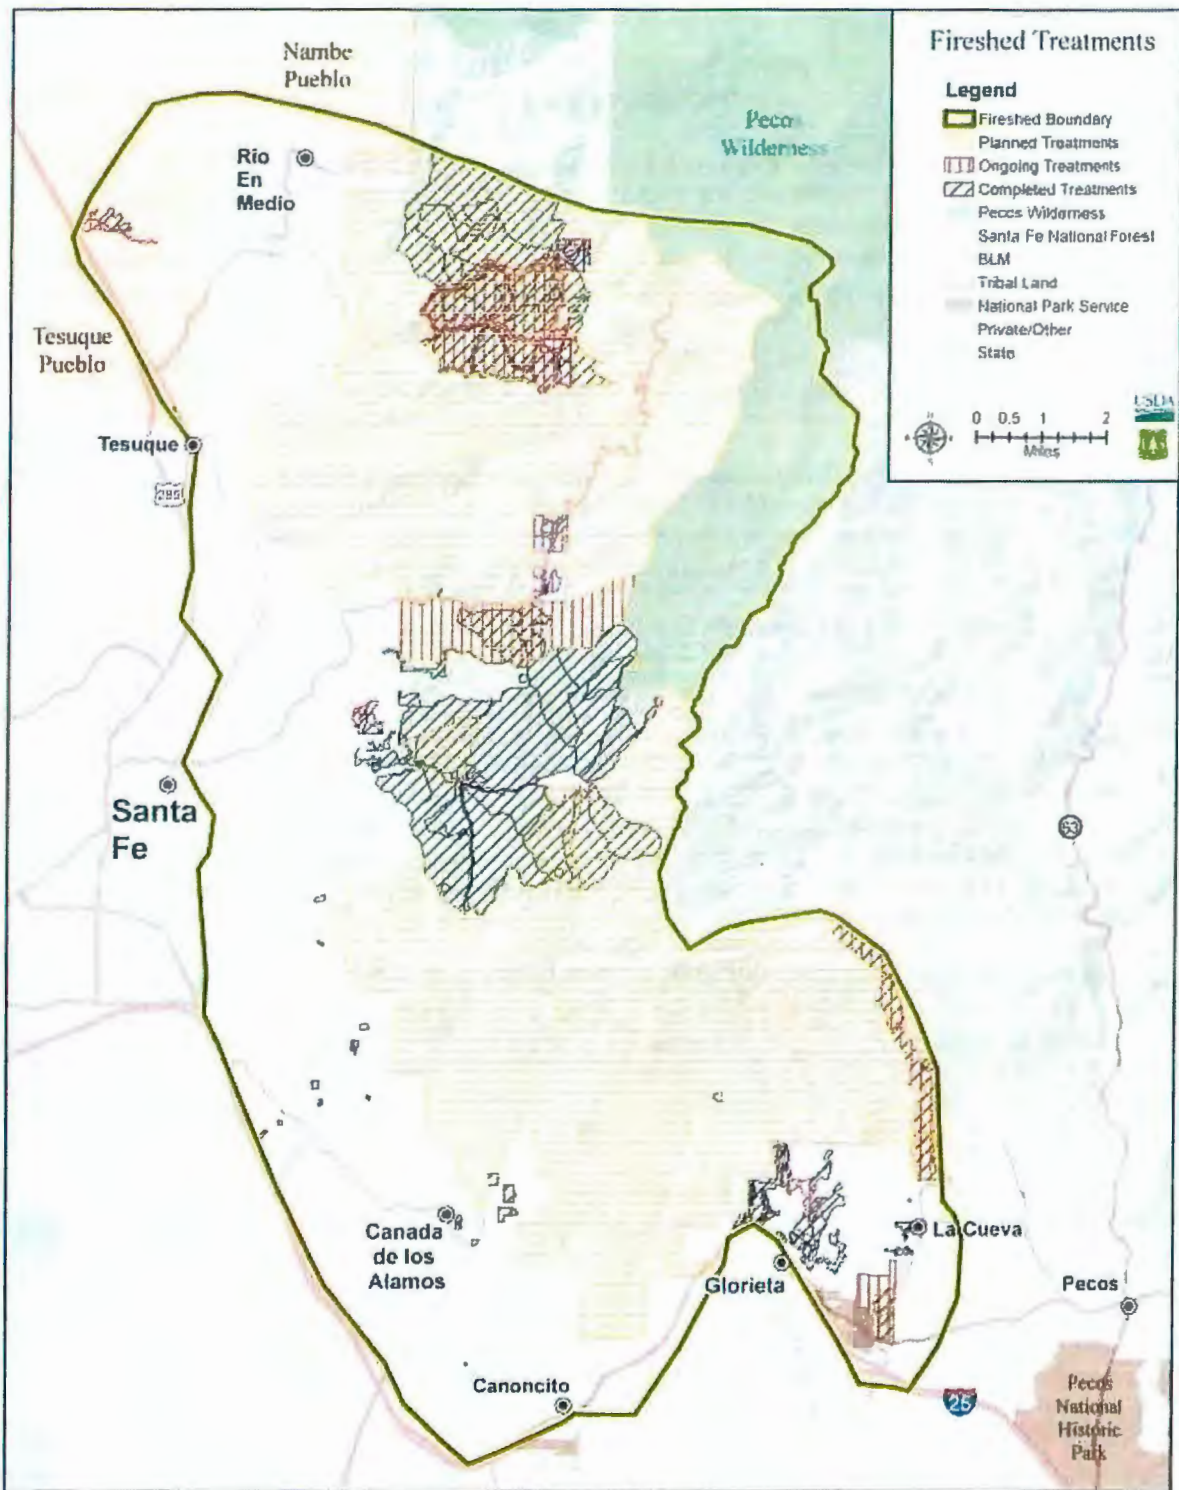 Fireshed Treatments
Legend
Fireshed Boundary
Planned Treatments
Ongoing Treatments
Completed Treatments
Pecos Wilderness
Santa Fe National Forest
BLM
Tribal Land
National Park Service
Private/Other
State
0 0.5 1 2
Miles
USDA
Nambe
Pueblo
Pecos
Wilderness
Rio
En
Medio
Tesuque
Pueblo
Tesuque
285
Santa
Fe
63
Canada
de los
Alamos
La Cueva
Glorieta
Pecos
Canoncito
25
Pecos
National
Historic
Park